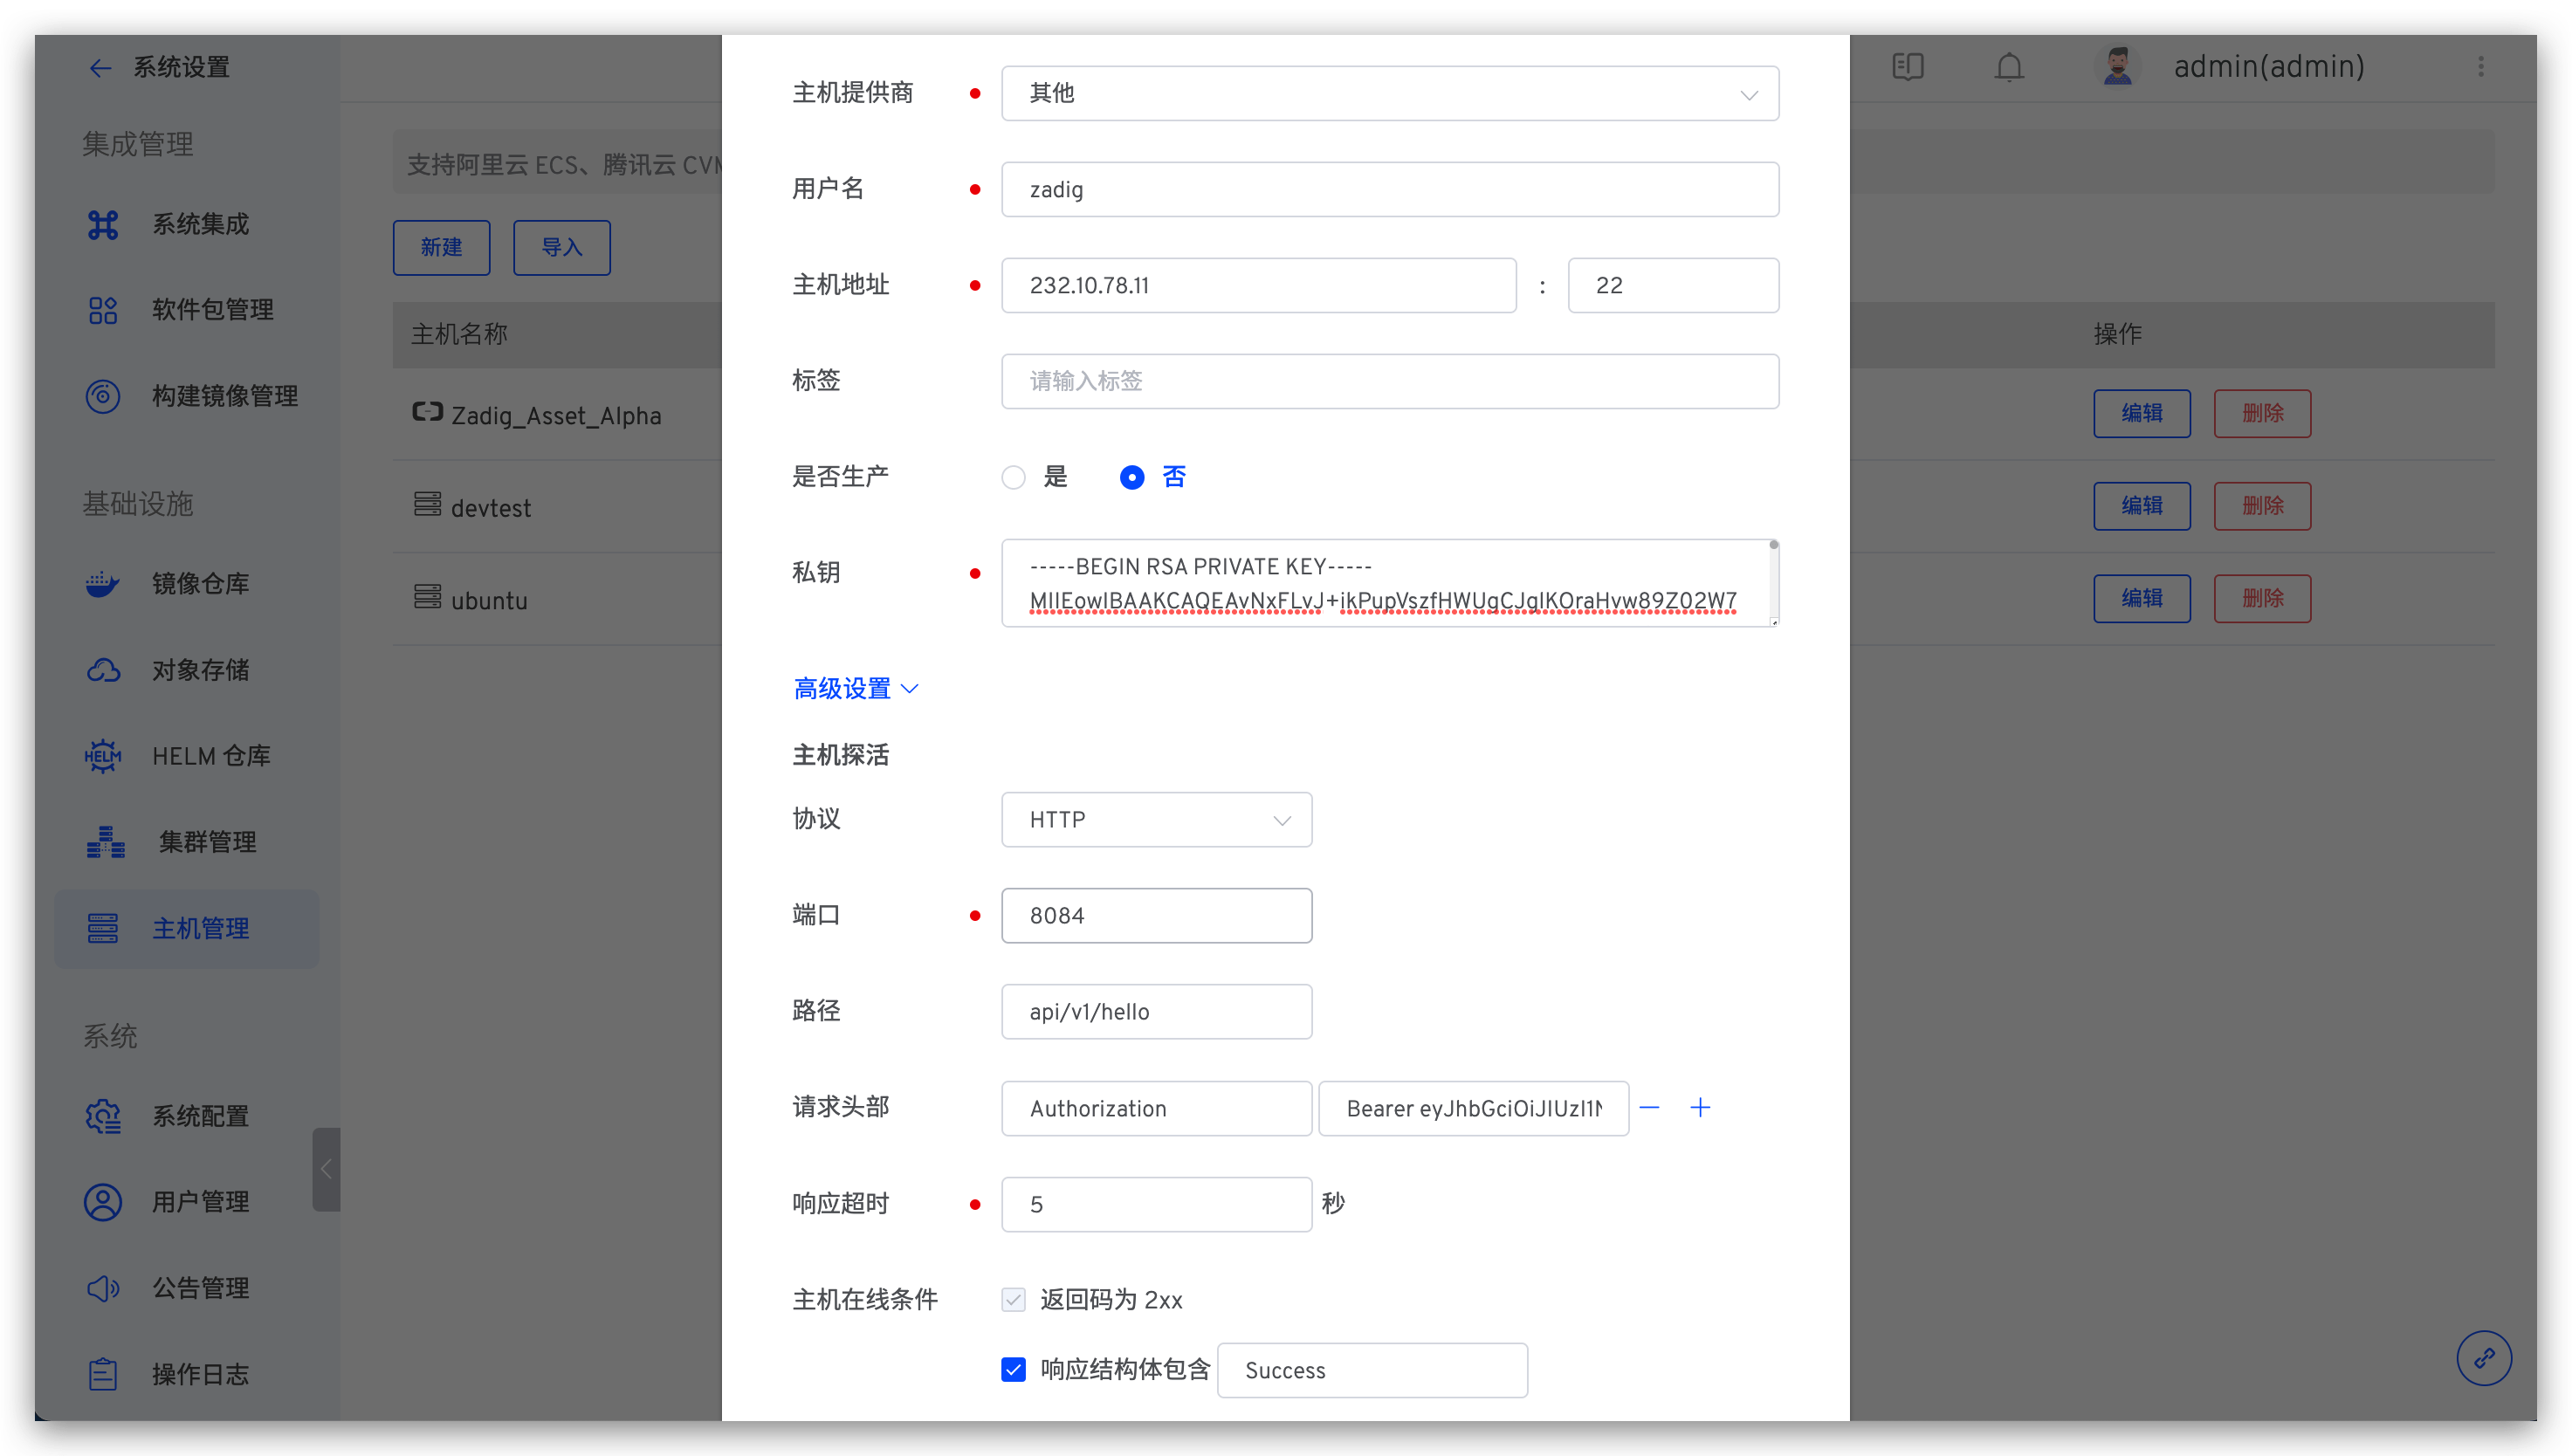 系统设置
集成管理
系统集成
软件包管理
构建镜像管理
基础设施
镜像仓库
对象存储
HELM
HELM 仓库
集群管理
主机管理
系统
系统配置
用户管理
公告管理
操作日志
支持阿里云 ECS、腾讯云 CVM
新建
导入
主机名称
Zadig_Asset_Alpha
devtest
ubuntu
主机提供商
其他
用户名
zadig
主机地址
232.10.78.11
:
22
标签
请输入标签
是否生产
是
否
私钥
-----BEGIN RSA PRIVATE KEY-----
MIIEowIBAAKCAQEAvNxFLvJ+ikPupVszfHWUgCJglKOraHvw89Z02W7
高级设置
主机探活
协议
HTTP
端口
8084
路径
api/v1/hello
请求头部
Authorization
Bearer eyJhbGciOiJIUzI1N
响应超时
5
秒
主机在线条件
返回码为 2xx
响应结构体包含
Success
admin(admin)
操作
编辑
删除
编辑
删除
编辑
删除